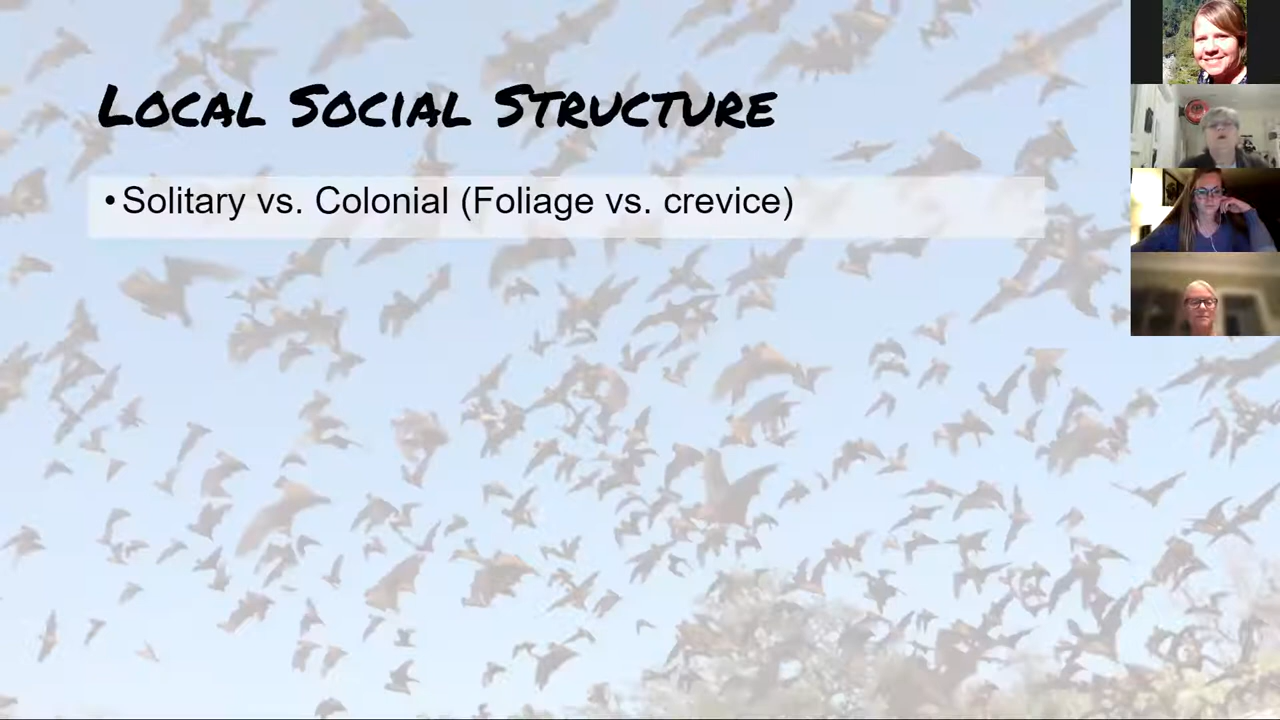 Local Social Structure
• Solitary vs. Colonial (Foliage vs. crevice)